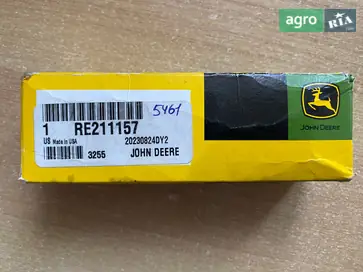 agro RIA
5461
1 RE211157
US Made in USA 20230824DY2
3255 JOHN DEERE
JOHN DEERE